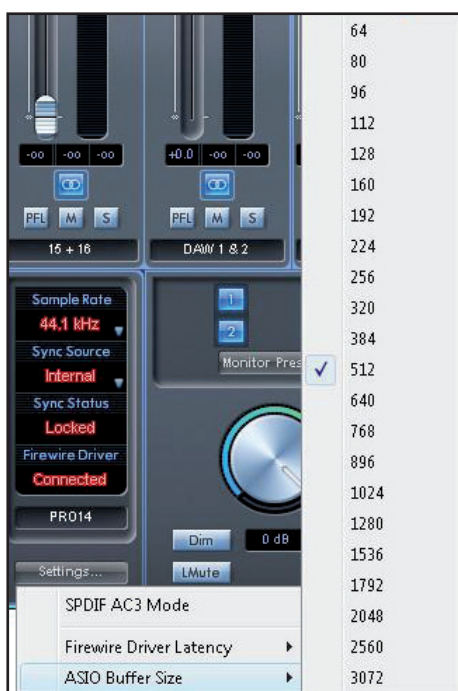 -oo -oo -oo
+0.0 -oo -oo
PFL M S
PFL M S
15 + 16
DAW 1 & 2
Sample Rate
44.1 kHz
Sync Source
Internal
Sync Status
Locked
Firewire Driver
Connected
PRO14
Settings...
1
2
Monitor Pres
Dim
0 dB
LMute
SPDIF AC3 Mode
Firewire Driver Latency
ASIO Buffer Size
64
80
96
112
128
160
192
224
256
320
384
512
640
768
896
1024
1280
1536
1792
2048
2560
3072